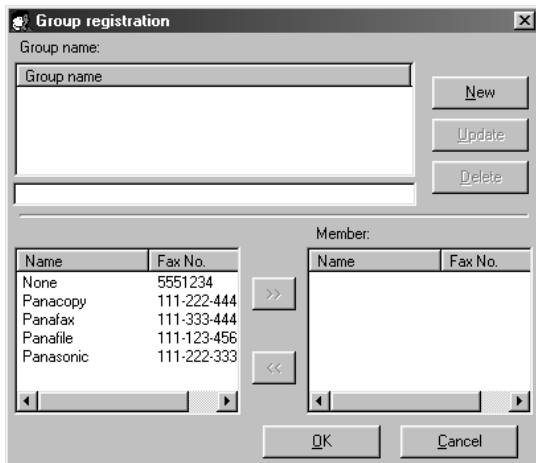 Group registration
Group name:
Group name
New
Update
Delete
Member:
Name Fax No.
None 5551234
Panacopy 111-222-444
Panafax 111-333-444
Panafile 111-123-456
Panasonic 111-222-333
>>
<<
Name Fax No.
OK Cancel